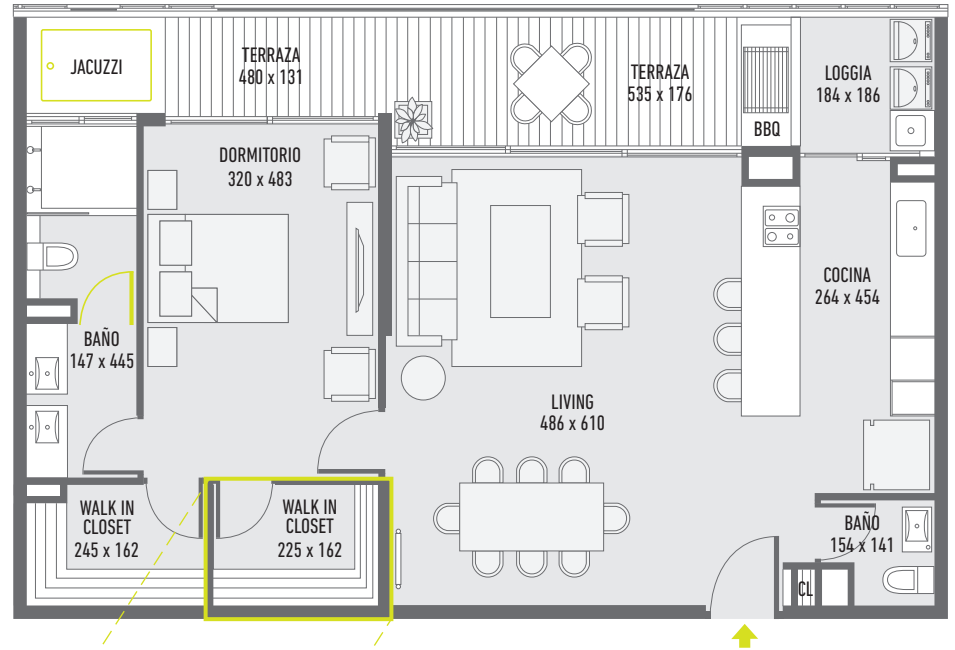 JACUZZI
TERRAZA
480 x 131
TERRAZA
535 x 176
BBQ
LOGGIA
184 x 186
DORMITORIO
320 x 483
COCINA
264 x 454
BAÑO
147 x 445
LIVING
486 x 610
WALK IN
CLOSET
245 x 162
WALK IN
CLOSET
225 x 162
BAÑO
154 x 141
CL